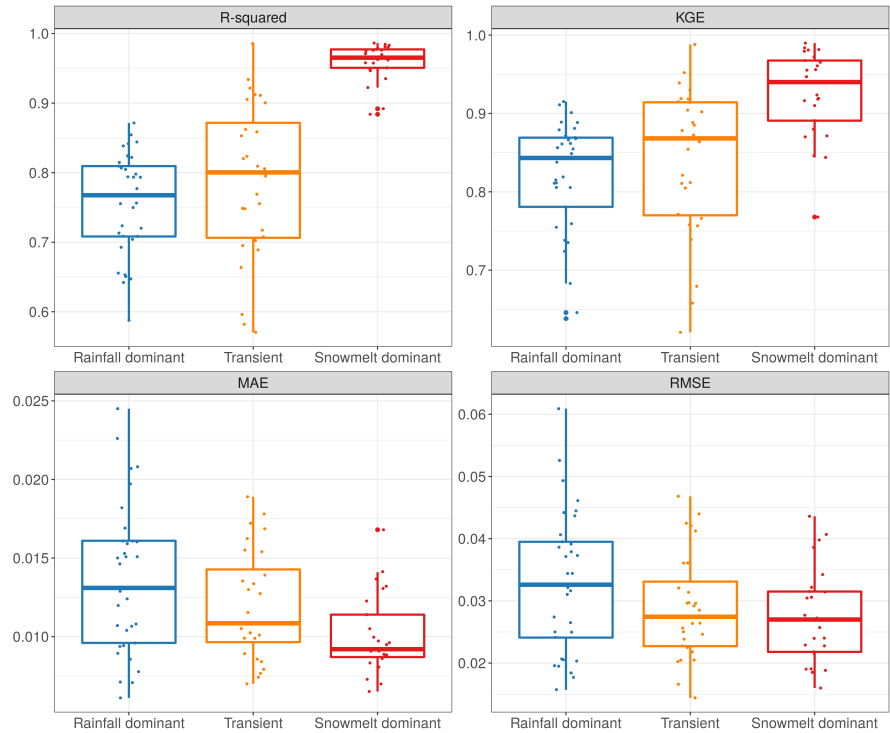 R-squared
1.0
0.9
0.8
0.7
0.6
Rainfall dominant Transient Snowmelt dominant
KGE
1.0
0.9
0.8
0.7
Rainfall dominant Transient Snowmelt dominant
MAE
0.025
0.020
0.015
0.010
Rainfall dominant Transient Snowmelt dominant
RMSE
0.06
0.05
0.04
0.03
0.02
Rainfall dominant Transient Snowmelt dominant